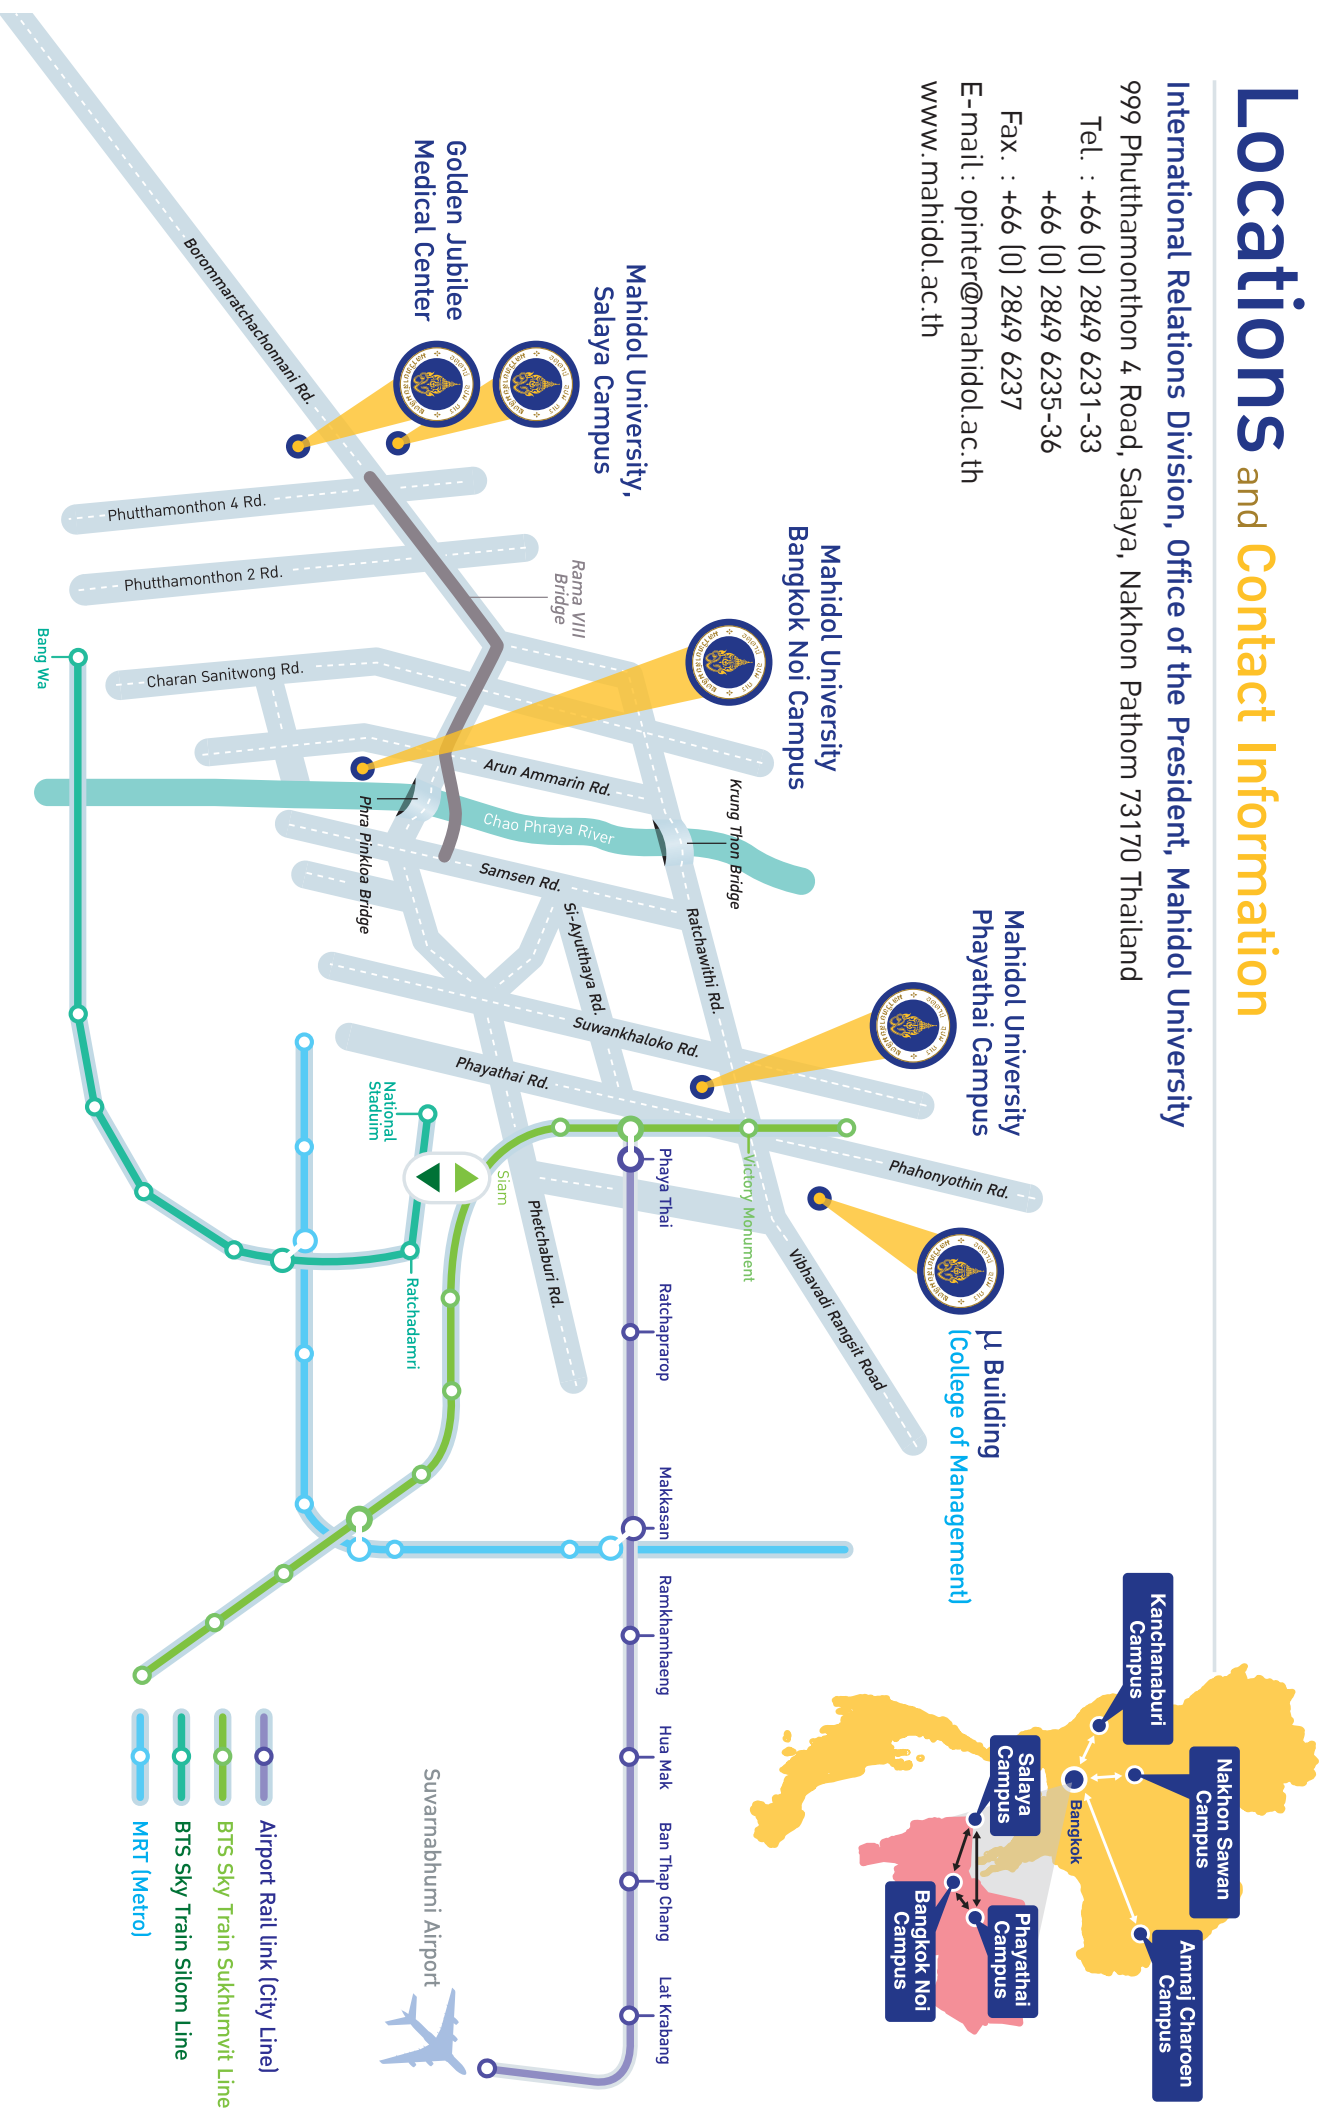 Locations and Contact Information
International Relations Division, Office of the President, Mahidol University
999 Phutthamonthon 4 Road, Salaya, Nakhon Pathom 73170 Thailand
Tel. : +66 (0) 2849 6231-33
+66 (0) 2849 6235-36
Fax. : +66 (0) 2849 6237
E-mail : opinter@mahidol.ac.th
www.mahidol.ac.th
Kanchanaburi
Campus
Nakhon Sawan
Campus
Amnaj Charoen
Campus
Bangkok
Salaya
Campus
Phayathai
Campus
Bangkok Noi
Campus
Mahidol University
Phayathai Campus
µ Building
(College of Management)
Mahidol University
Bangkok Noi Campus
Mahidol University,
Salaya Campus
Golden Jubilee
Medical Center
Borommaratchachonnani Rd.
Phutthamonthon 4 Rd.
Phutthamonthon 2 Rd.
Rama VIII
Bridge
Charan Sanitwong Rd.
Arun Ammarin Rd.
Krung Thon Bridge
Chao Phraya River
Phra Pinkloa Bridge
Samsen Rd.
Si-Ayutthaya Rd.
Ratchawithi Rd.
Suwankhaloko Rd.
Phayathai Rd.
Phahonyothin Rd.
Vibhavadi Rangsit Road
Phetchaburi Rd.
Victory Monument
Phaya Thai
Ratchaprarop
Makkasan
Ramkhamhaeng
Hua Mak
Ban Thap Chang
Lat Krabang
Siam
National
Staduim
Ratchadamri
Bang Wa
Suvarnabhumi Airport
Airport Rail link (City Line)
BTS Sky Train Sukhumvit Line
BTS Sky Train Silom Line
MRT (Metro)